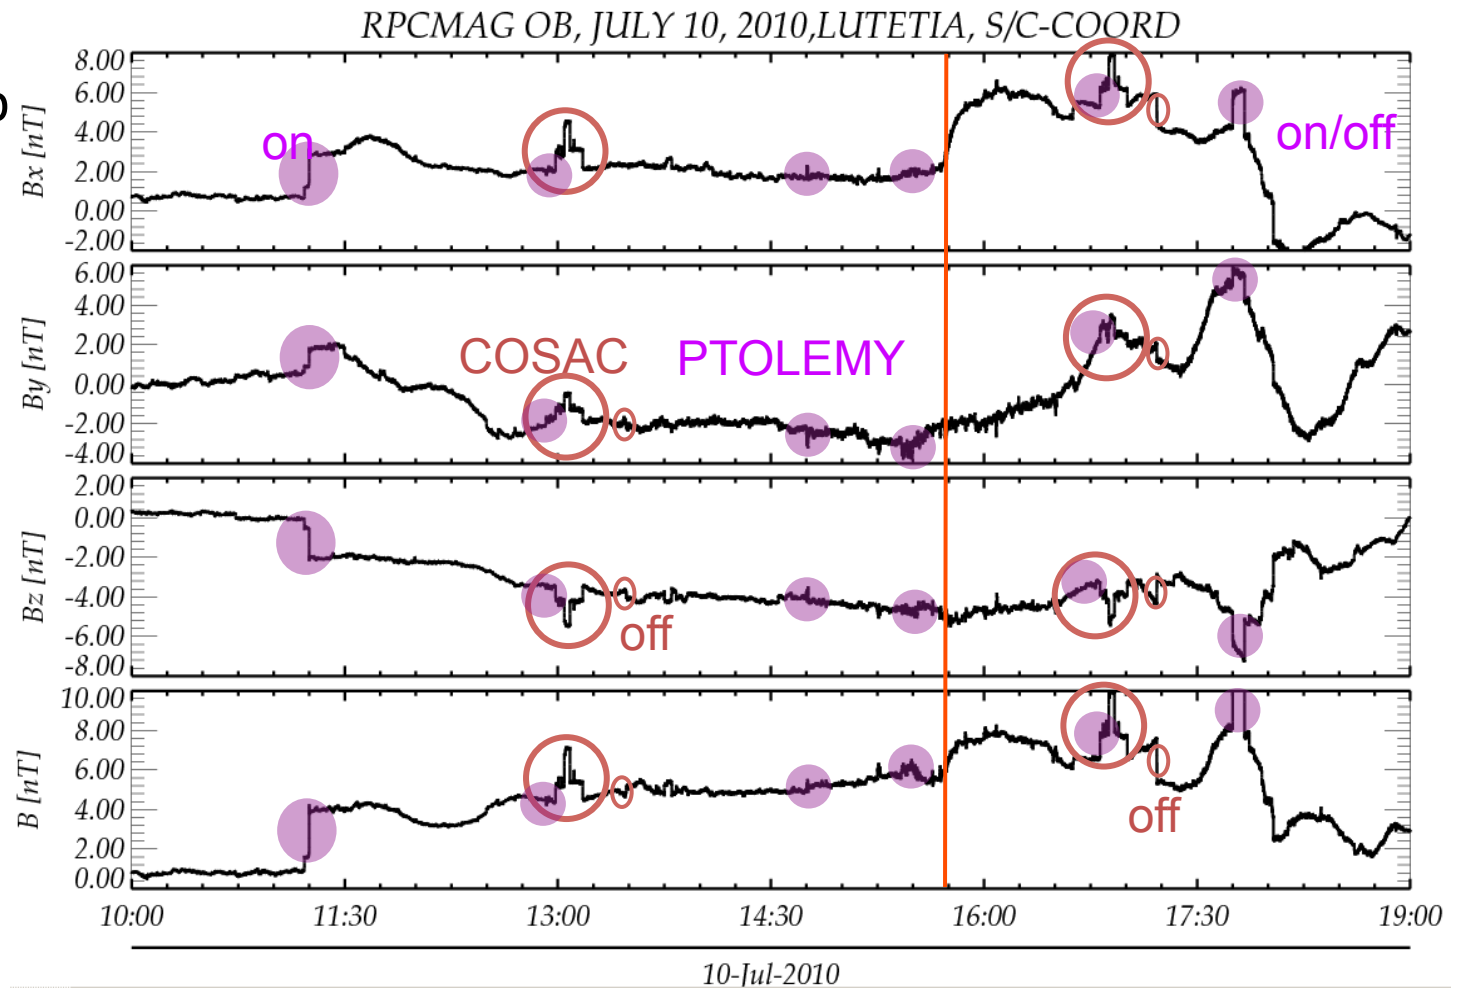 RPCMAG OB, JULY 10, 2010,LUTETIA, S/C-COORD
Bx [nT]
8.00
6.00
4.00
2.00
0.00
-2.00
on
on/off
By [nT]
6.00
4.00
2.00
0.00
-2.00
-4.00
COSAC
PTOLEMY
Bz [nT]
2.00
0.00
-2.00
-4.00
-6.00
-8.00
off
B [nT]
10.00
8.00
6.00
4.00
2.00
0.00
off
10:00 11:30 13:00 14:30 16:00 17:30 19:00
10-Jul-2010